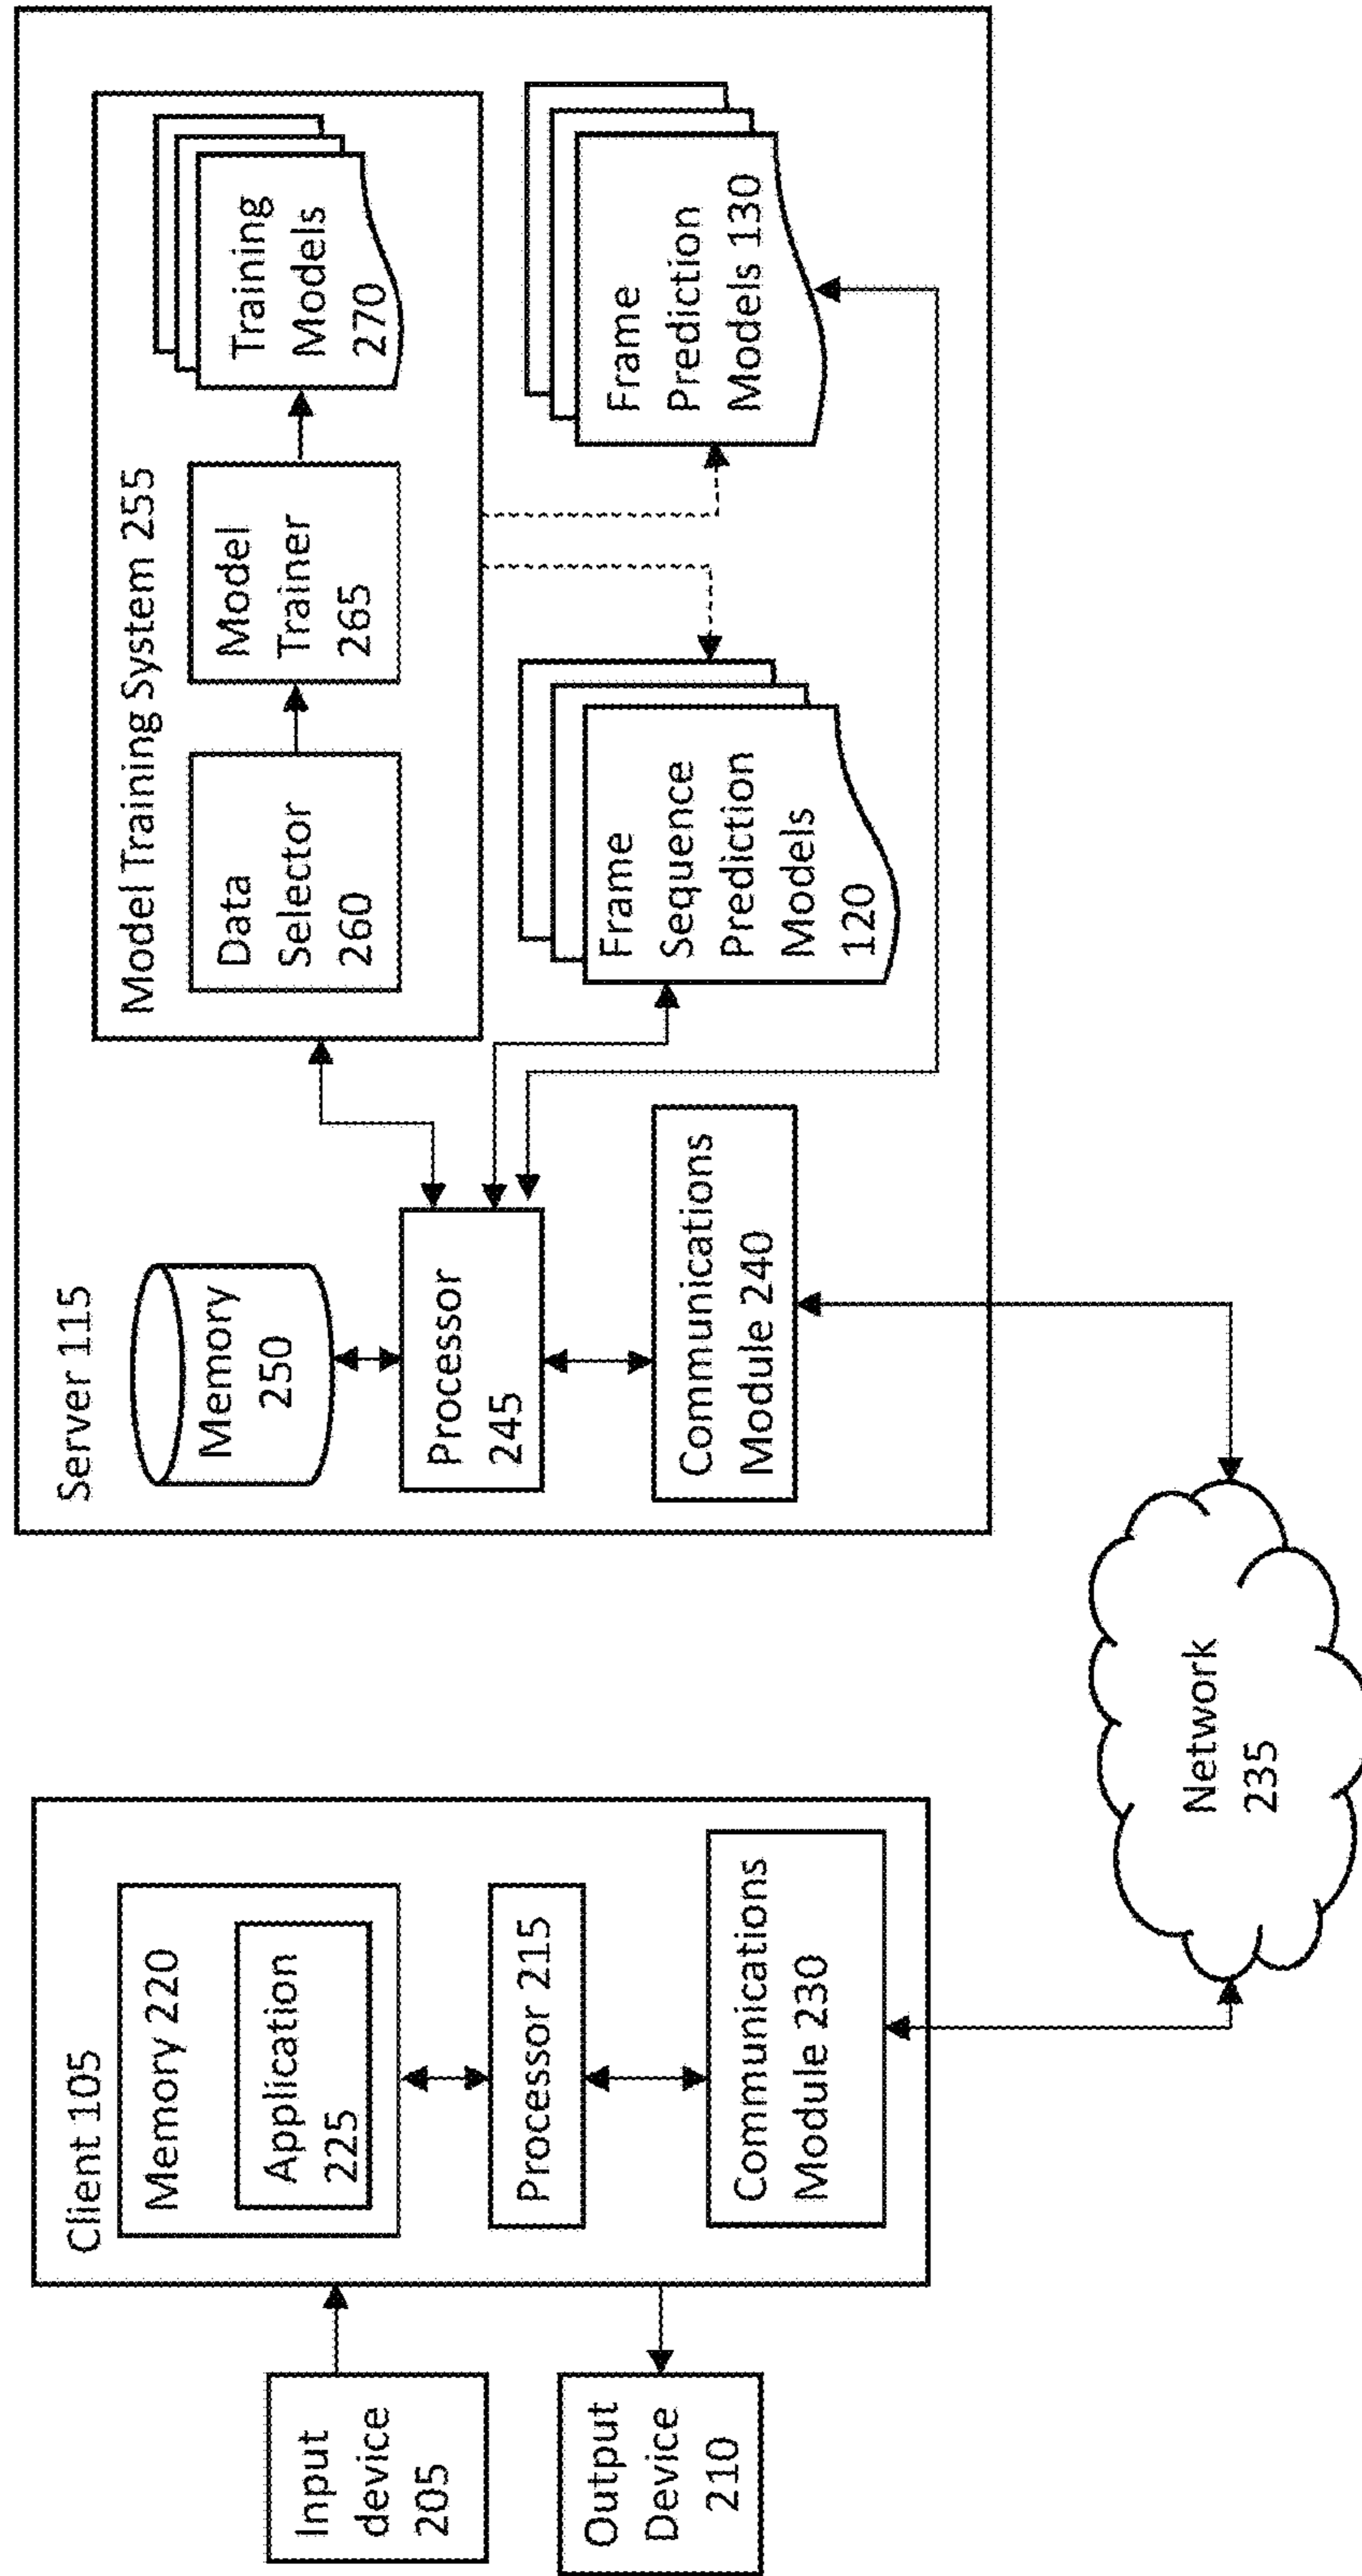 Input
device
205
Output
Device
210
Client 105
Memory 220
Application
225
Processor 215
Communications
Module 230
Network
235
Server 115
Memory
250
Processor
245
Communications
Module 240
Model Training System 255
Data
Selector
260
Model
Trainer
265
Training
Models
270
Frame
Sequence
Prediction
Models
120
Frame
Prediction
Models 130